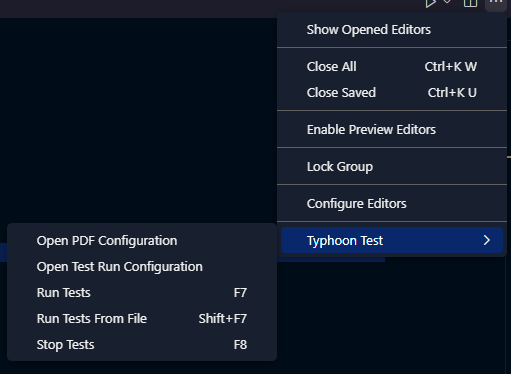 Show Opened Editors
Close All Ctrl+K W
Close Saved Ctrl+K U
Enable Preview Editors
Lock Group
Configure Editors
Typhoon Test
Open PDF Configuration
Open Test Run Configuration
Run Tests F7
Run Tests From File Shift+F7
Stop Tests F8